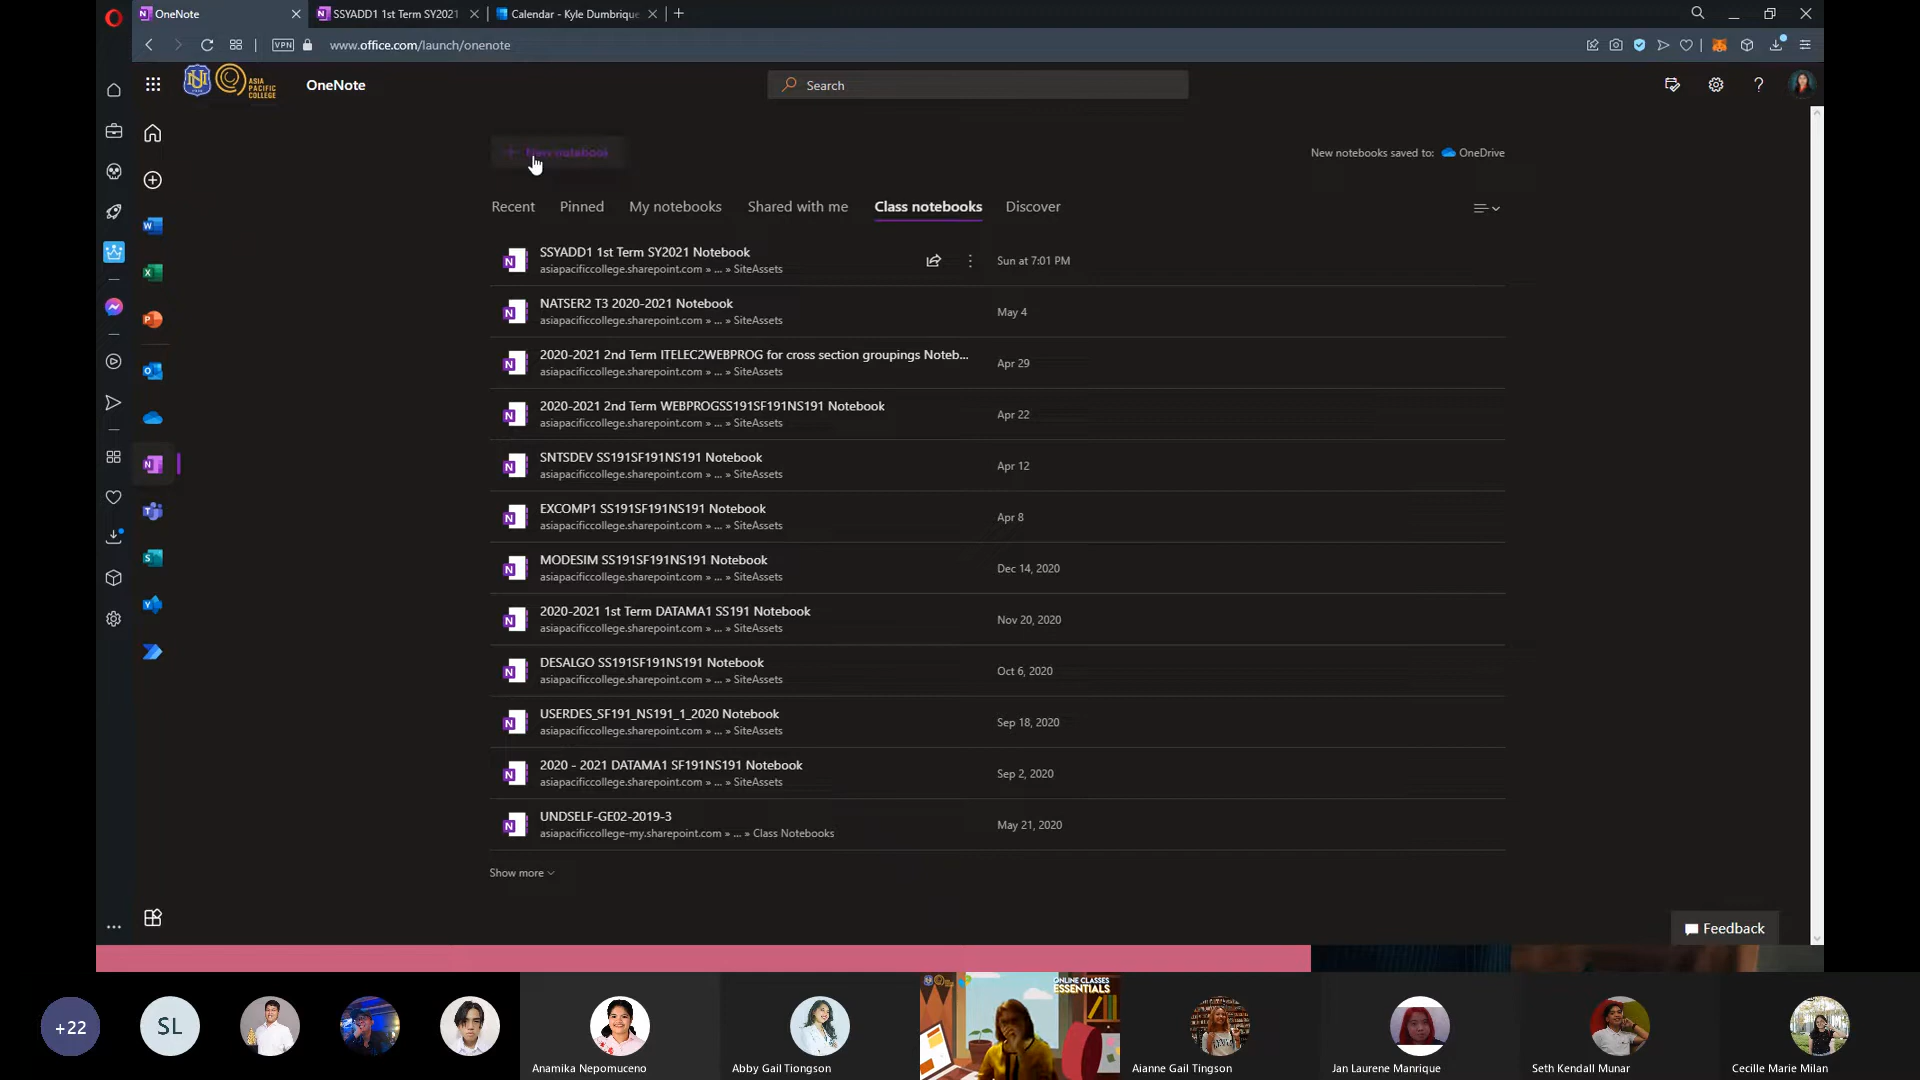 OneNote
SSYADD1 1st Term SY2021
Calendar - Kyle Dumbrique
VPN
www.office.com/launch/onenote
ASIA
PACIFIC
COLLEGE
OneNote
Search
New notebook
New notebooks saved to: OneDrive
Recent
Pinned
My notebooks
Shared with me
Class notebooks
Discover
SSYADD1 1st Term SY2021 Notebook
asiapacificcollege.sharepoint.com » ... » SiteAssets
Sun at 7:01 PM
NATSER2 T3 2020-2021 Notebook
asiapacificcollege.sharepoint.com » ... » SiteAssets
May 4
2020-2021 2nd Term ITELEC2WEBPROG for cross section groupings Noteb...
asiapacificcollege.sharepoint.com » ... » SiteAssets
Apr 29
2020-2021 2nd Term WEBPROGSS191SF191NS191 Notebook
asiapacificcollege.sharepoint.com » ... » SiteAssets
Apr 22
SNTSDEV SS191SF191NS191 Notebook
asiapacificcollege.sharepoint.com » ... » SiteAssets
Apr 12
EXCOMP1 SS191SF191NS191 Notebook
asiapacificcollege.sharepoint.com » ... » SiteAssets
Apr 8
MODESIM SS191SF191NS191 Notebook
asiapacificcollege.sharepoint.com » ... » SiteAssets
Dec 14, 2020
2020-2021 1st Term DATAMA1 SS191 Notebook
asiapacificcollege.sharepoint.com » ... » SiteAssets
Nov 20, 2020
DESALGO SS191SF191NS191 Notebook
asiapacificcollege.sharepoint.com » ... » SiteAssets
Oct 6, 2020
USERDES_SF191_NS191_1_2020 Notebook
asiapacificcollege.sharepoint.com » ... » SiteAssets
Sep 18, 2020
2020 - 2021 DATAMA1 SF191NS191 Notebook
asiapacificcollege.sharepoint.com » ... » SiteAssets
Sep 2, 2020
UNDSELF-GE02-2019-3
asiapacificcollege-my.sharepoint.com » ... » Class Notebooks
May 21, 2020
Show more
Feedback
+22
SL
ONLINE CLASSES
ESSENTIALS
Anamika Nepomuceno
Abby Gail Tiongson
Aianne Gail Tingson
Jan Laurene Manrique
Seth Kendall Munar
Cecille Marie Milan